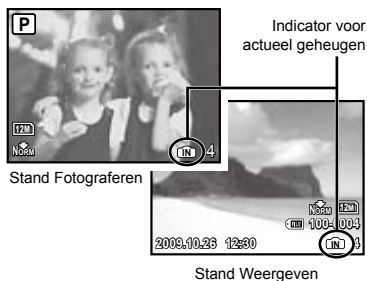 P
Indicator voor
actueel geheugen
12M
NORM
IN 4
Stand Fotograferen
NORM 12M
100-0004
2009.10.26 12:30
IN 4
Stand Weergeven